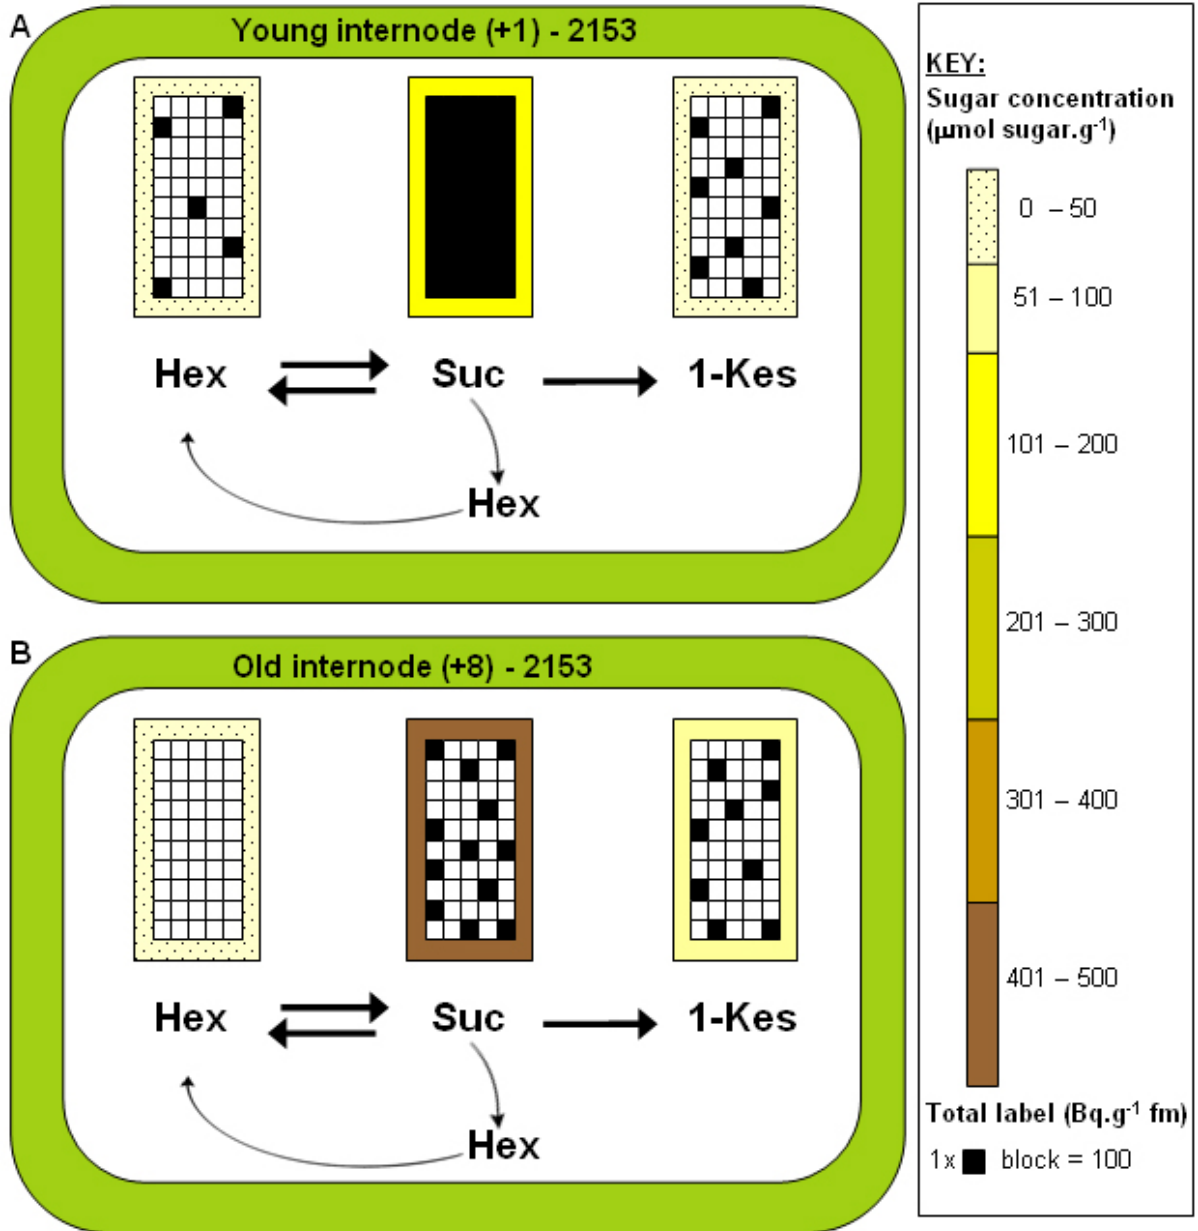 A
Young internode (+1) - 2153
Hex
Suc
1-Kes
Hex
B
Old internode (+8) - 2153
Hex
Suc
1-Kes
Hex
KEY:
Sugar concentration
(µmol sugar.g⁻¹)
0 – 50
51 – 100
101 – 200
201 – 300
301 – 400
401 – 500
Total label (Bq.g⁻¹ fm)
1x block = 100